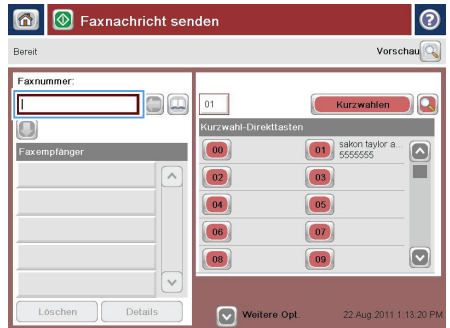 Faxnachricht senden
Bereit
Vorschau
Faxnummer:
01
Kurzwahlen
Kurzwahl-Direkttasten
Faxempfänger
00
01 sakon taylor a...
5555555
02
03
04
05
06
07
08
09
Löschen
Details
Weitere Opt.
22.Aug 2011 1:13:20 PM